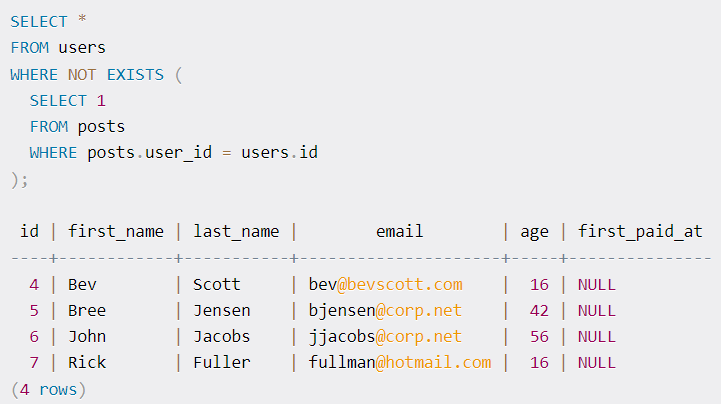 SELECT *
FROM users
WHERE NOT EXISTS (
  SELECT 1
  FROM posts
  WHERE posts.user_id = users.id
);
 id | first_name | last_name |        email        | age | first_paid_at
----+------------+-----------+---------------------+-----+---------------
  4 | Bev        | Scott     | bev@bevscott.com    |  16 | NULL
  5 | Bree       | Jensen    | bjensen@corp.net    |  42 | NULL
  6 | John       | Jacobs    | jjacobs@corp.net    |  56 | NULL
  7 | Rick       | Fuller    | fullman@hotmail.com |  16 | NULL
(4 rows)